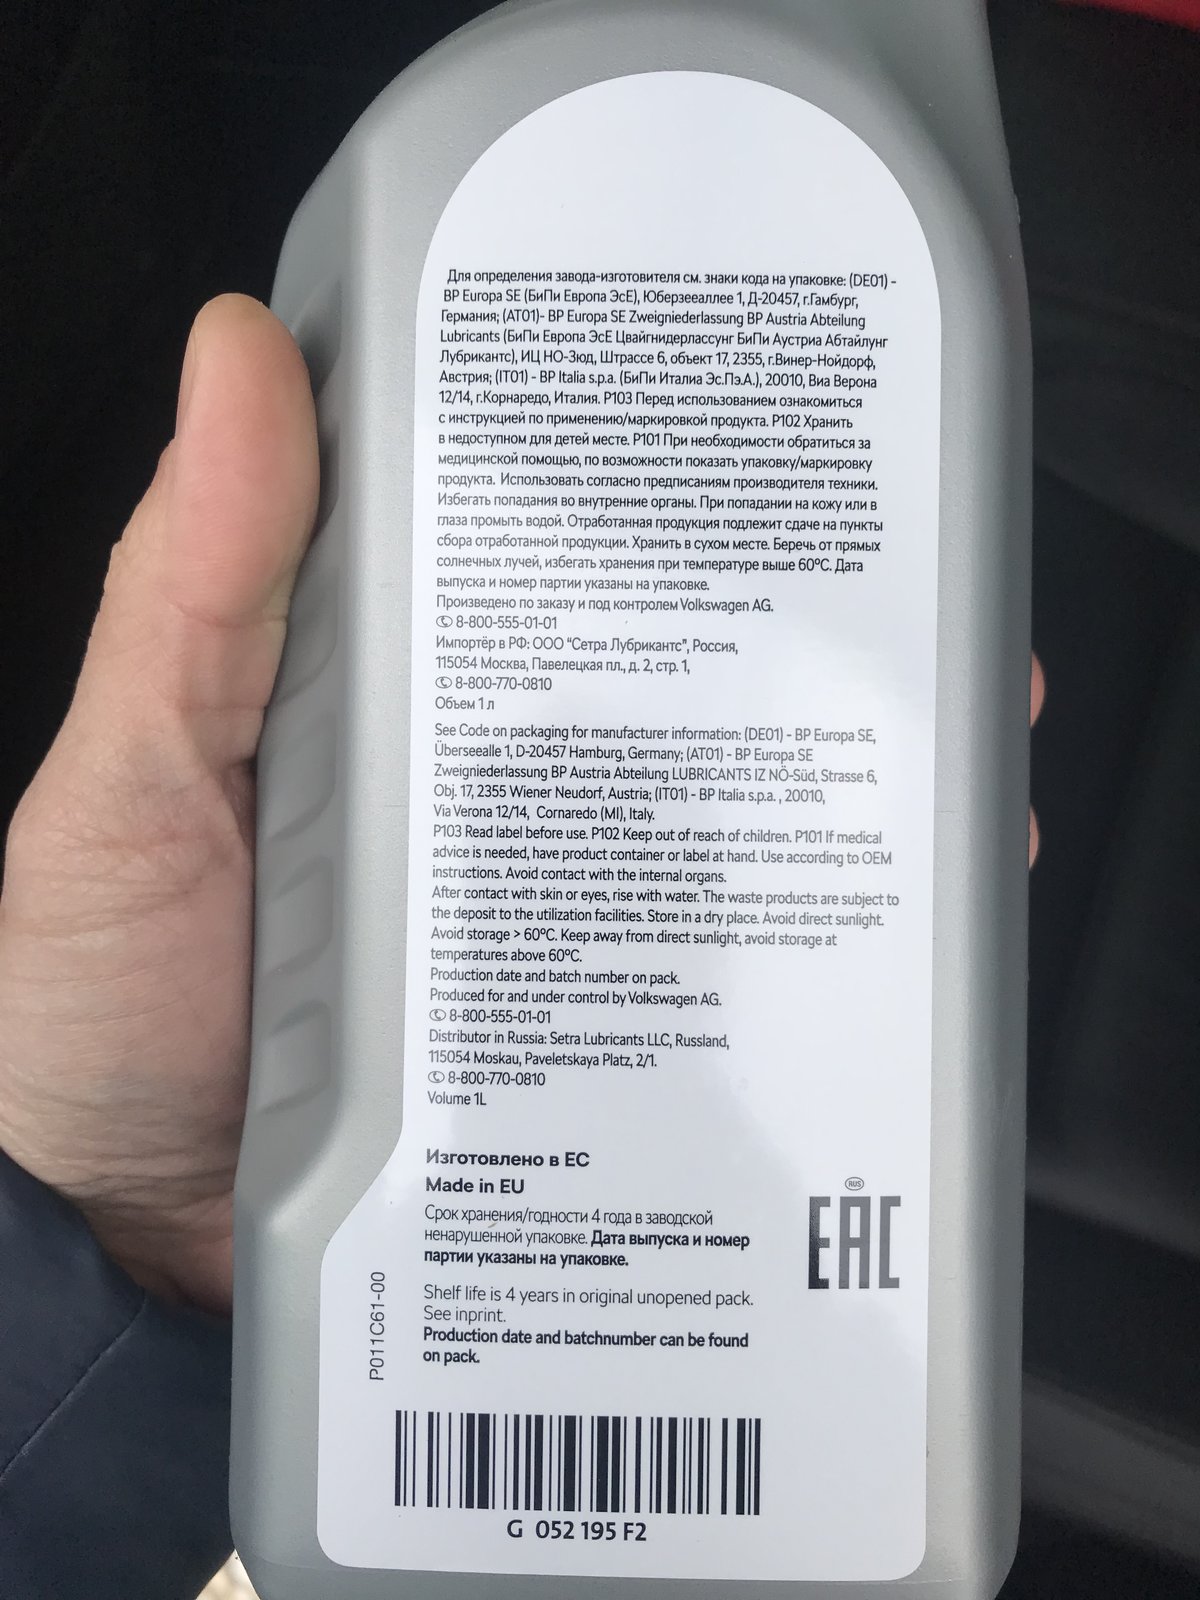 Для определения завода-изготовителя см. знаки кода на упаковке: (DE01) -
BP Europa SE (БиПи Европа ЭсЕ), Юберзееаллее 1, Д-20457, г.Гамбург,
Германия; (AT01)- BP Europa SE Zweigniederlassung BP Austria Abteilung
Lubricants (БиПи Европа ЭсЕ Цвайгнидерлассунг БиПи Аустриа Абтайлунг
Лубрикантс), ИЦ НО-Зюд, Штрассе 6, объект 17, 2355, г.Винер-Нойдорф,
Австрия; (IT01) - BP Italia s.p.a. (БиПи Италиа Эс.Пэ.А.), 20010, Виа Верона
12/14, г.Корнаредо, Италия. P103 Перед использованием ознакомиться
с инструкцией по применению/маркировкой продукта. P102 Хранить
в недоступном для детей месте. P101 При необходимости обратиться за
медицинской помощью, по возможности показать упаковку/маркировку
продукта. Использовать согласно предписаниям производителя техники.
Избегать попадания во внутренние органы. При попадании на кожу или в
глаза промыть водой. Отработанная продукция подлежит сдаче на пункты
сбора отработанной продукции. Хранить в сухом месте. Беречь от прямых
солнечных лучей, избегать хранения при температуре выше 60ºC. Дата
выпуска и номер партии указаны на упаковке.
Произведено по заказу и под контролем Volkswagen AG.
✆ 8-800-555-01-01
Импортёр в РФ: ООО "Сетра Лубрикантс", Россия,
115054 Москва, Павелецкая пл., д. 2, стр. 1,
✆ 8-800-770-0810
Объем 1 л
See Code on packaging for manufacturer information: (DE01) - BP Europa SE,
Überseealle 1, D-20457 Hamburg, Germany; (AT01) - BP Europa SE
Zweigniederlassung BP Austria Abteilung LUBRICANTS IZ NÖ-Süd, Strasse 6,
Obj. 17, 2355 Wiener Neudorf, Austria; (IT01) - BP Italia s.p.a. , 20010,
Via Verona 12/14, Cornaredo (MI), Italy.
P103 Read label before use. P102 Keep out of reach of children. P101 If medical
advice is needed, have product container or label at hand. Use according to OEM
instructions. Avoid contact with the internal organs.
After contact with skin or eyes, rise with water. The waste products are subject to
the deposit to the utilization facilities. Store in a dry place. Avoid direct sunlight.
Avoid storage > 60ºC. Keep away from direct sunlight, avoid storage at
temperatures above 60ºC.
Production date and batch number on pack.
Produced for and under control by Volkswagen AG.
✆ 8-800-555-01-01
Distributor in Russia: Setra Lubricants LLC, Russland,
115054 Moskau, Paveletskaya Platz, 2/1.
✆ 8-800-770-0810
Volume 1L
Изготовлено в ЕС
Made in EU
Срок хранения/годности 4 года в заводской
ненарушенной упаковке. Дата выпуска и номер
партии указаны на упаковке.
RUS
EAC
Shelf life is 4 years in original unopened pack.
See inprint.
Production date and batchnumber can be found
on pack.
P011C61-00
G 052 195 F2